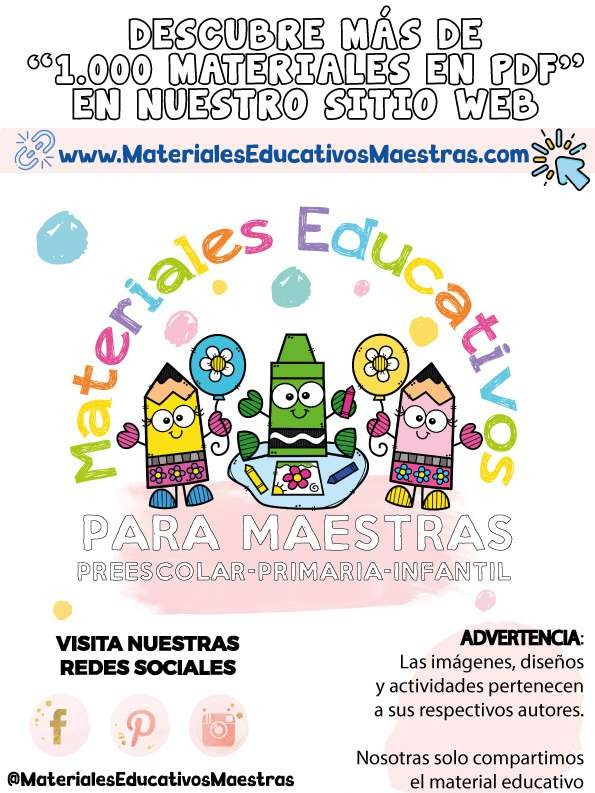 DESCUBRE MÁS DE
“1.000 MATERIALES EN PDF”
EN NUESTRO SITIO WEB
www.MaterialesEducativosMaestras.com
Materiales Educativos
PARA MAESTRAS
PREESCOLAR-PRIMARIA-INFANTIL
VISITA NUESTRAS
REDES SOCIALES
@MaterialesEducativosMaestras
ADVERTENCIA:
Las imágenes, diseños
y actividades pertenecen
a sus respectivos autores.
Nosotras solo compartimos
el material educativo